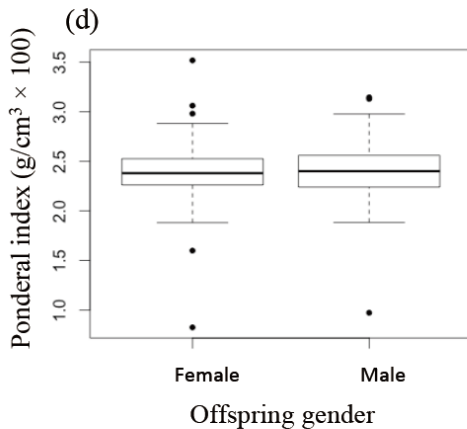 (d)
Ponderal index (g/cm³ × 100)
3.5
3.0
2.5
2.0
1.5
1.0
Female Male
Offspring gender